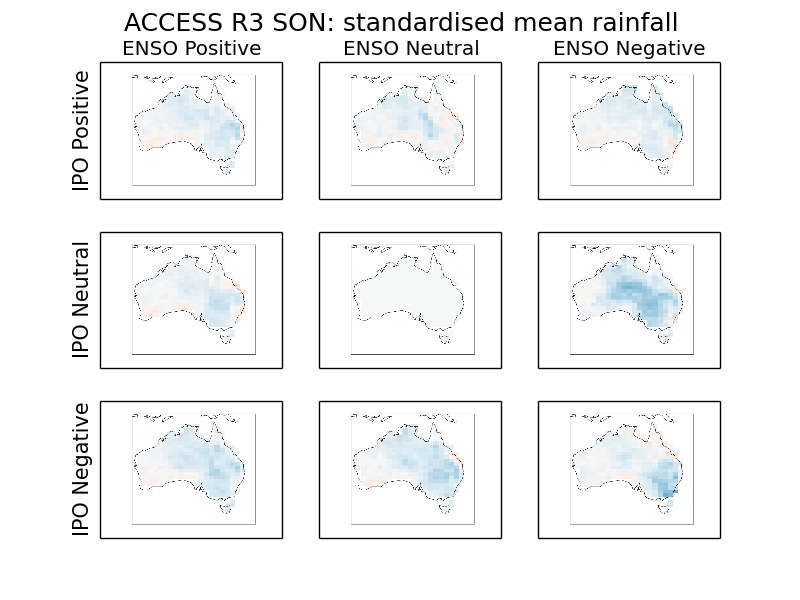 ACCESS R3 SON: standardised mean rainfall
ENSO Positive
ENSO Neutral
ENSO Negative
IPO Positive
IPO Neutral
IPO Negative